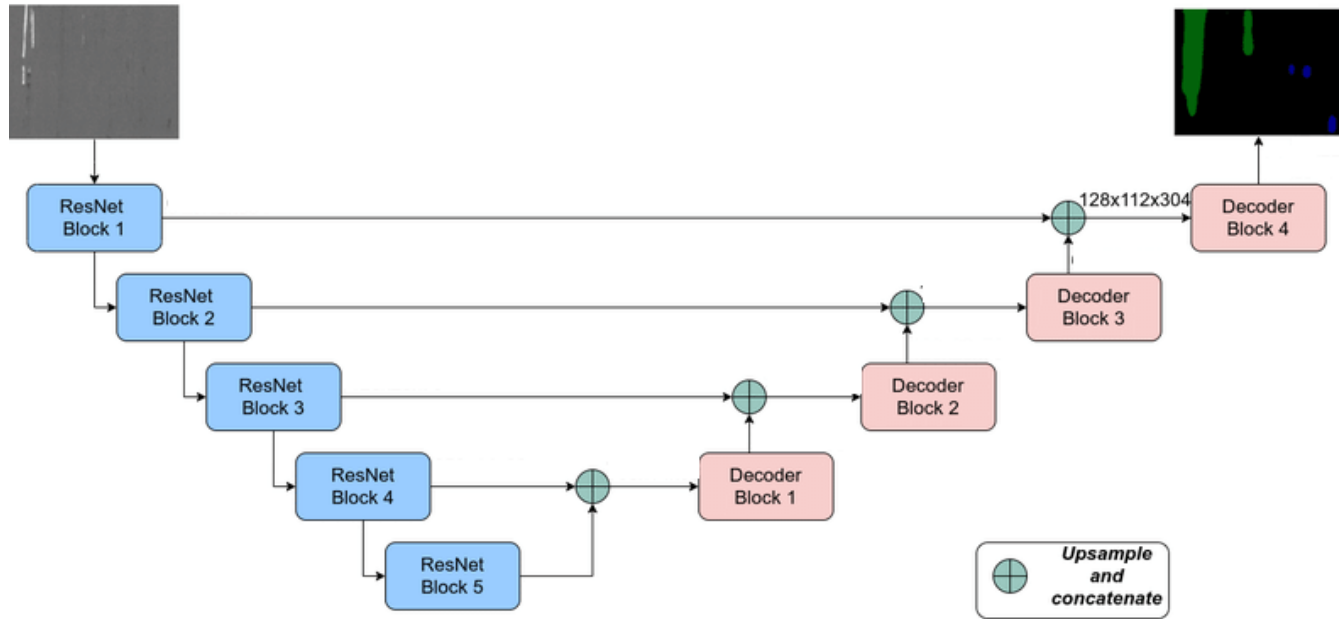 128x112x304
ResNet
Block 1
Decoder
Block 4
ResNet
Block 2
Decoder
Block 3
ResNet
Block 3
Decoder
Block 2
ResNet
Block 4
Decoder
Block 1
ResNet
Block 5
Upsample
and
concatenate